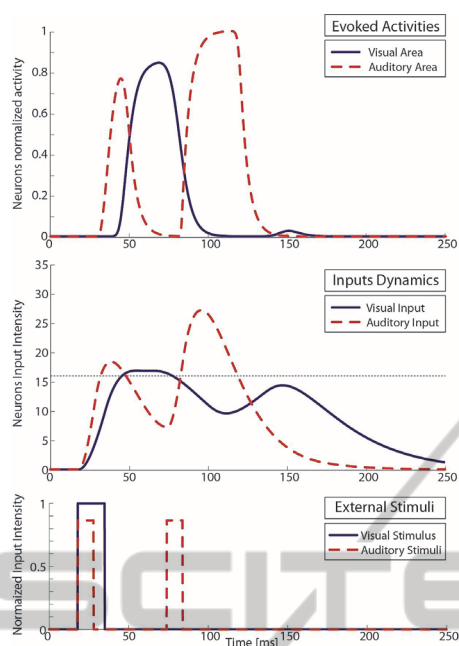 Evoked Activities
Visual Area
Auditory Area
Neurons normalized activity
1
0.8
0.6
0.4
0.2
0
0 50 100 150 200 250
Inputs Dynamics
Visual Input
Auditory Input
Neurons Input Intensity
35
30
25
20
15
10
5
0
0 50 100 150 200 250
External Stimuli
Visual Stimulus
Auditory Stimuli
Normalized Input Intensity
1
0.5
0
0 50 100 150 200 250
Time [ms]
SCITE